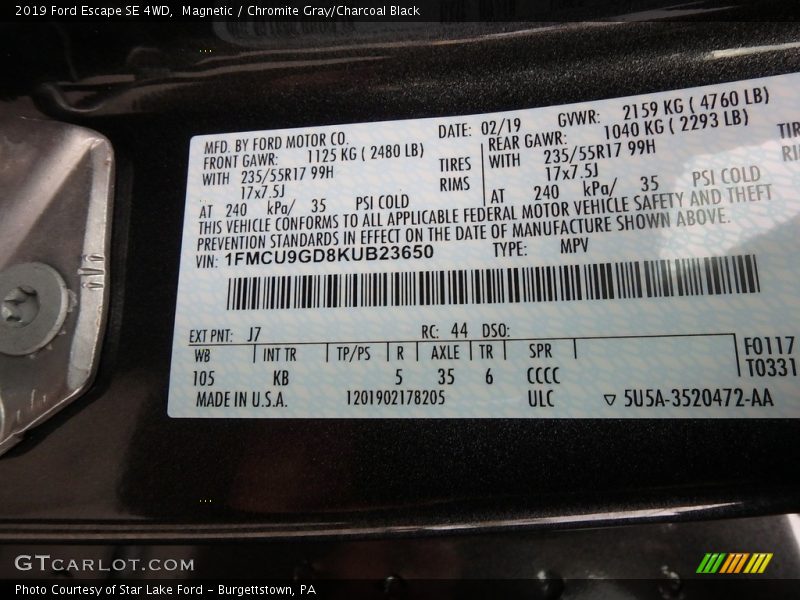 2019 Ford Escape SE 4WD,  Magnetic / Chromite Gray/Charcoal Black
MFD. BY FORD MOTOR CO.  DATE: 02/19  GVWR: 2159 KG ( 4760 LB)
FRONT GAWR: 1125 KG ( 2480 LB)  REAR GAWR: 1040 KG ( 2293 LB)
WITH 235/55R17 99H TIRES  WITH 235/55R17 99H
17x7.5J RIMS  17x7.5J
AT 240 kPa/ 35 PSI COLD  AT 240 kPa/ 35 PSI COLD
THIS VEHICLE CONFORMS TO ALL APPLICABLE FEDERAL MOTOR VEHICLE SAFETY AND THEFT
PREVENTION STANDARDS IN EFFECT ON THE DATE OF MANUFACTURE SHOWN ABOVE.
VIN: 1FMCU9GD8KUB23650  TYPE: MPV
EXT PNT: J7  RC: 44 DSO:
WB INT TR TP/PS R AXLE TR SPR F0117
105 KB 5 35 6 CCCC T0331
MADE IN U.S.A. 1201902178205 ULC ▽ 5U5A-3520472-AA
GTCARLOT.COM
Photo Courtesy of Star Lake Ford - Burgettstown, PA